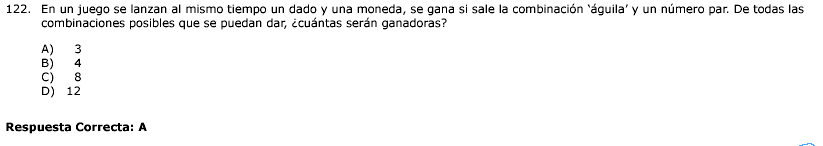 122. En un juego se lanzan al mismo tiempo un dado y una moneda, se gana si sale la combinación ‘águila’ y un número par. De todas las
combinaciones posibles que se puedan dar, ¿cuántas serán ganadoras?
A) 3
B) 4
C) 8
D) 12
Respuesta Correcta: A